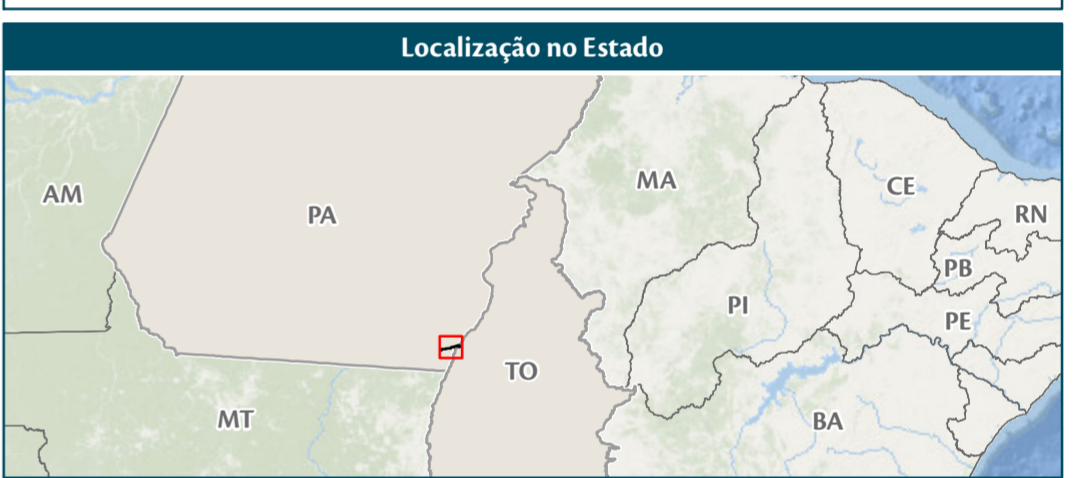 Localização no Estado
AM
PA
MA
CE
RN
PB
PI
PE
TO
MT
BA